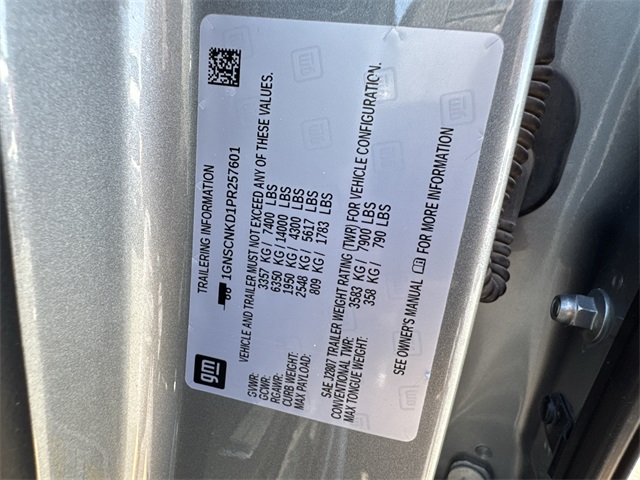 gm
TRAILERING INFORMATION
1GNSCNKD1PR257601
VEHICLE AND TRAILER MUST NOT EXCEED ANY OF THESE VALUES.
GVWR: 3357 KG / 7400 LBS
GCWR: 6350 KG / 14000 LBS
RGAWR: 1950 KG / 4300 LBS
CURB WEIGHT: 2548 KG / 5617 LBS
MAX PAYLOAD: 809 KG / 1783 LBS
SAE J2807 TRAILER WEIGHT RATING (TWR) FOR VEHICLE CONFIGURATION.
CONVENTIONAL TWR: 3583 KG / 7900 LBS
MAX TONGUE WEIGHT: 358 KG / 790 LBS
SEE OWNER'S MANUAL FOR MORE INFORMATION